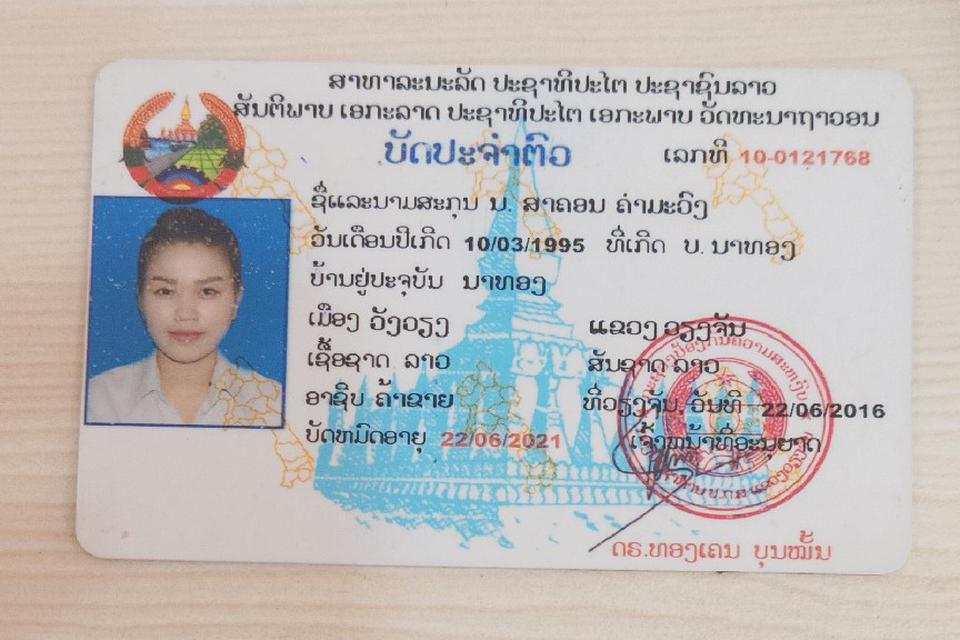 ສາທາລະນະລັດ ປະຊາທິປະໄຕ ປະຊາຊົນລາວ
ສັນຕິພາບ ເອກະລາດ ປະຊາທິປະໄຕ ເອກະພາບ ວັດທະນາຖາວອນ
ບັດປະຈຳຕົວ ເລກທີ 10-0121768
ຊື່ແລະນາມສະກຸນ ນ. ສາຄອນ ຄຳມະວົງ
ວັນເດືອນປີເກີດ 10/03/1995 ທີ່ເກີດ ບ. ນາທອງ
ບ້ານຢູ່ປະຈຸບັນ ນາທອງ
ເມືອງ ວັງວຽງ ແຂວງ ວຽງຈັນ
ເຊື້ອຊາດ ລາວ ສັນຊາດ ລາວ
ອາຊີບ ຄ້າຂາຍ ທີ່ວຽງຈັນ, ວັນທີ 22/06/2016
ບັດຫມົດອາຍຸ 22/06/2021 ເຈົ້າໜ້າທີ່ອະນຸຍາດ
ດຣ.ທອງເຄນ ບຸນໝັ້ນ